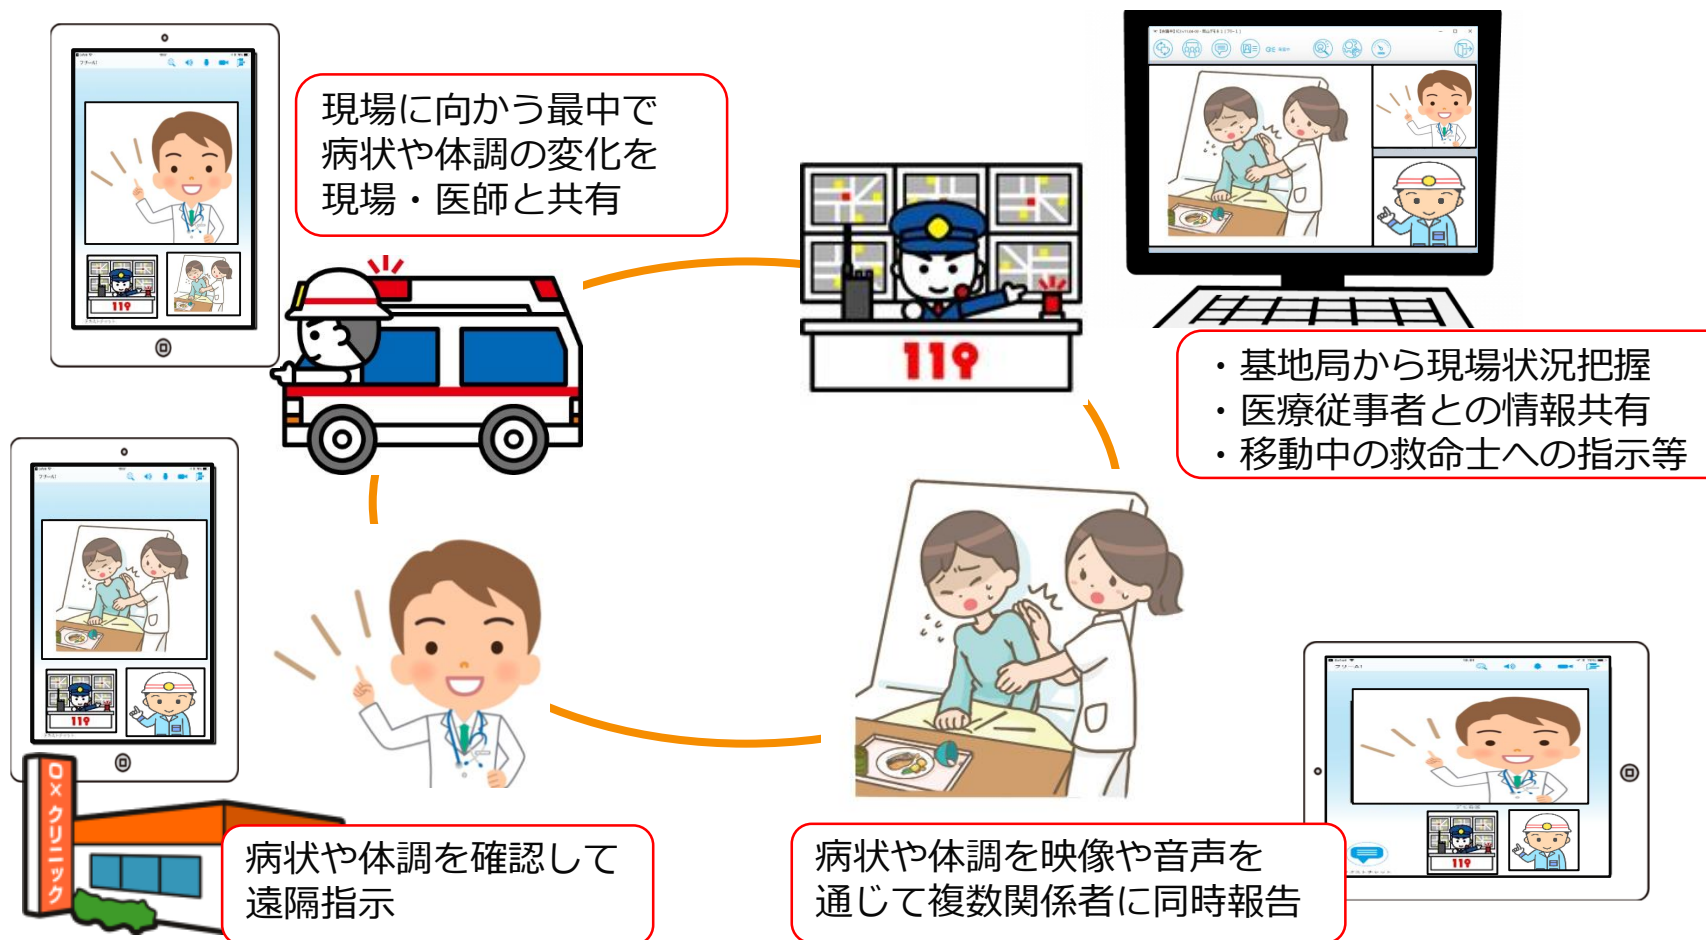 現場に向かう最中で
病状や体調の変化を
現場・医師と共有
119
・基地局から現場状況把握
・医療従事者との情報共有
・移動中の救命士への指示等
119
119
〇×クリニック
病状や体調を確認して
遠隔指示
病状や体調を映像や音声を
通じて複数関係者に同時報告
119